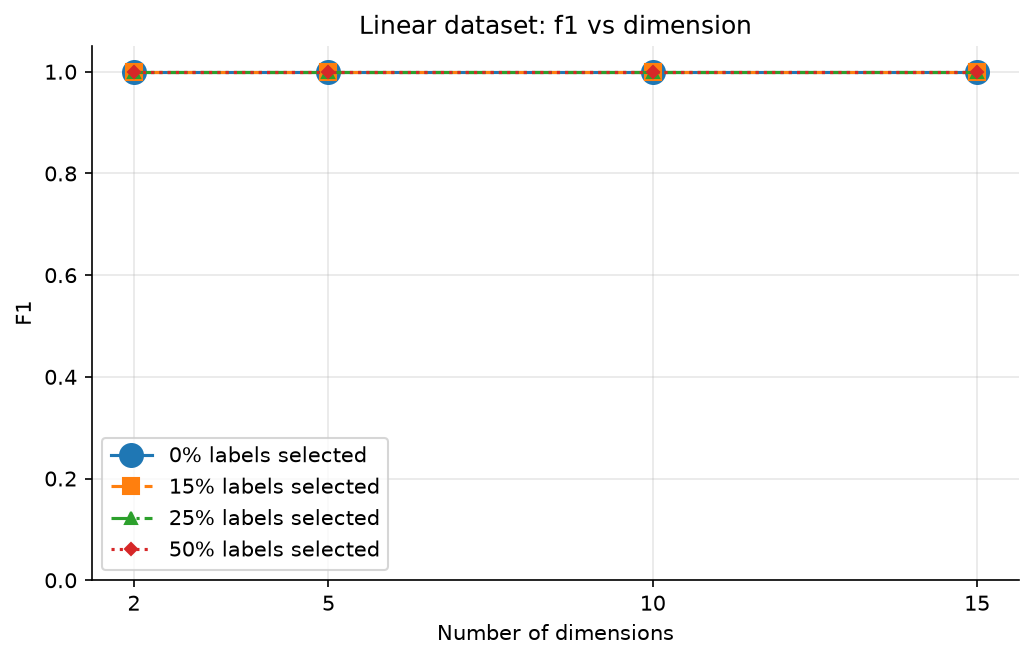 Linear dataset: f1 vs dimension
1.0
0.8
0.6
0.4
0.2
0.0
F1
0% labels selected
15% labels selected
25% labels selected
50% labels selected
2 5 10 15
Number of dimensions